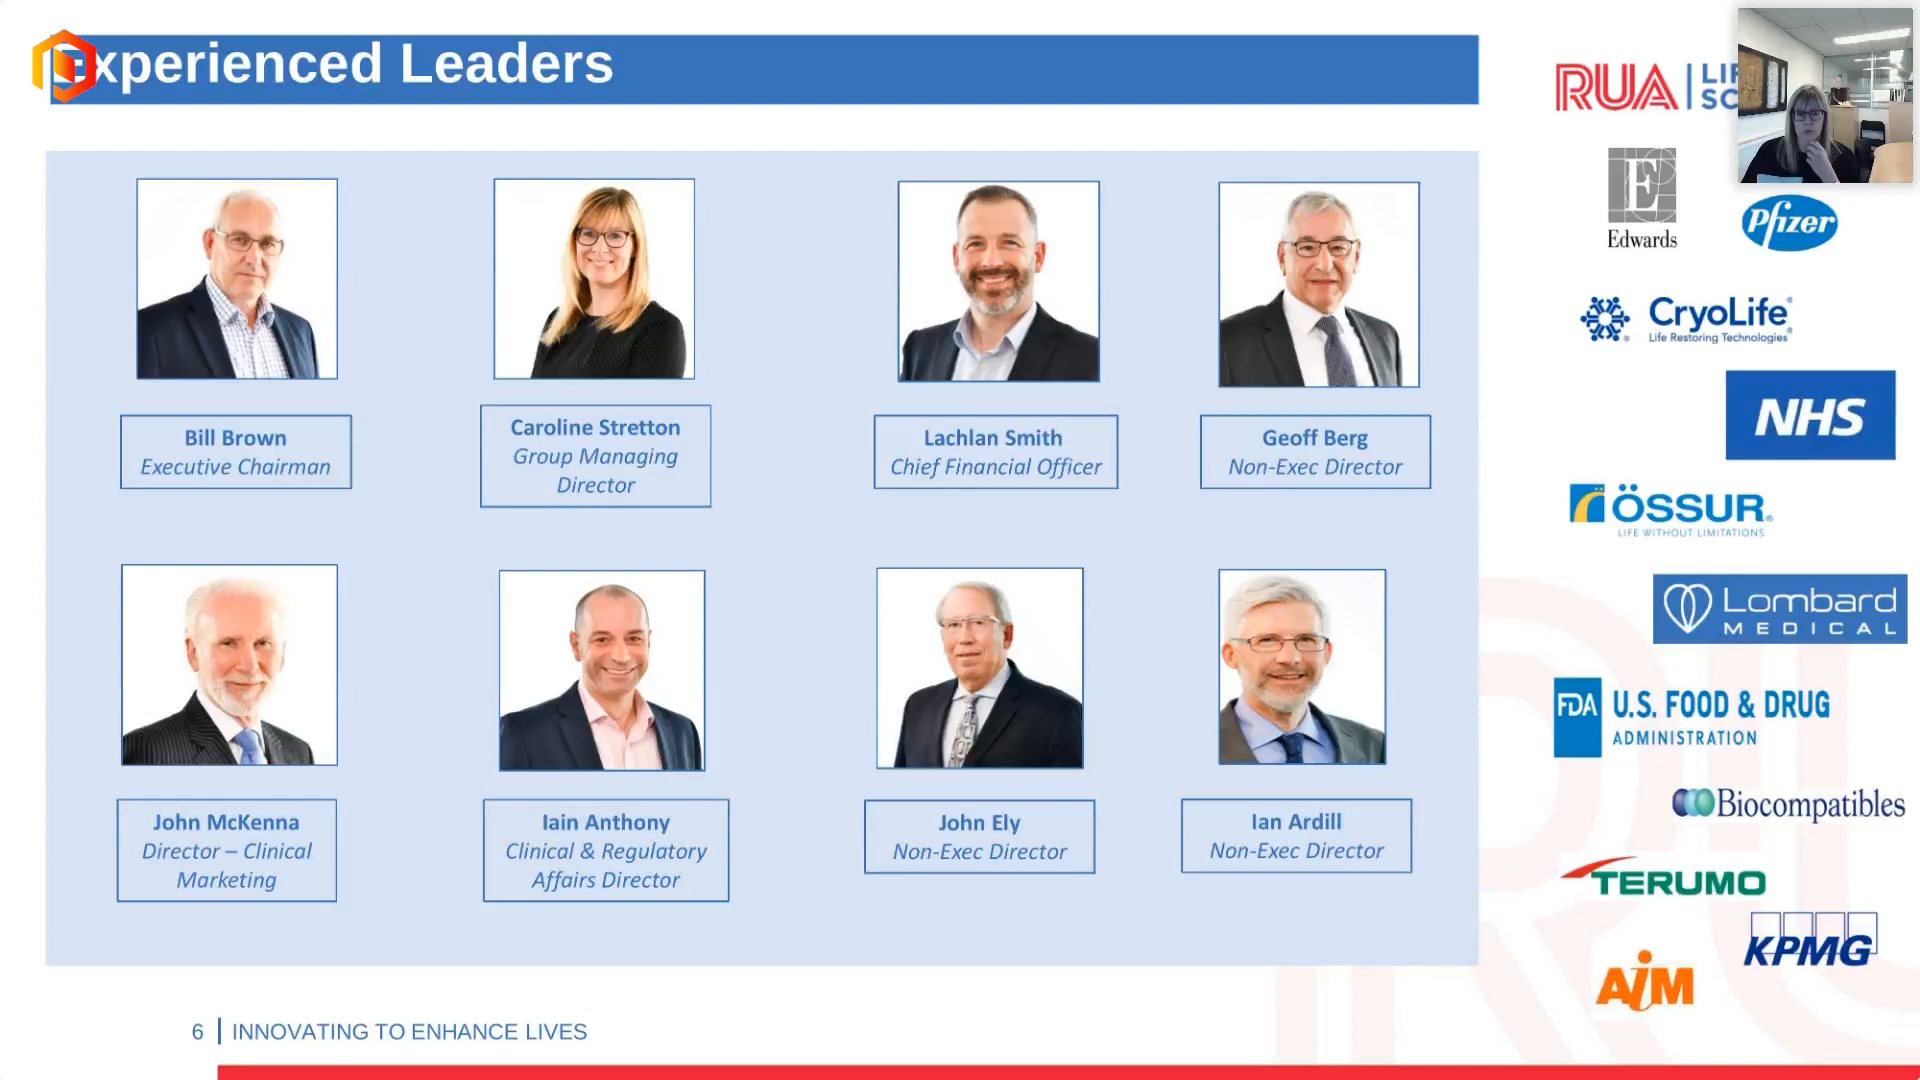 Experienced Leaders
RUA
Edwards
Pfizer
CryoLife
Life Restoring Technologies
NHS
ÖSSUR
LIFE WITHOUT LIMITATIONS
Lombard
MEDICAL
FDA U.S. FOOD & DRUG
ADMINISTRATION
Biocompatibles
TERUMO
KPMG
AiM
Bill Brown
Executive Chairman
Caroline Stretton
Group Managing
Director
Lachlan Smith
Chief Financial Officer
Geoff Berg
Non-Exec Director
John McKenna
Director – Clinical
Marketing
Iain Anthony
Clinical & Regulatory
Affairs Director
John Ely
Non-Exec Director
Ian Ardill
Non-Exec Director
6 | INNOVATING TO ENHANCE LIVES